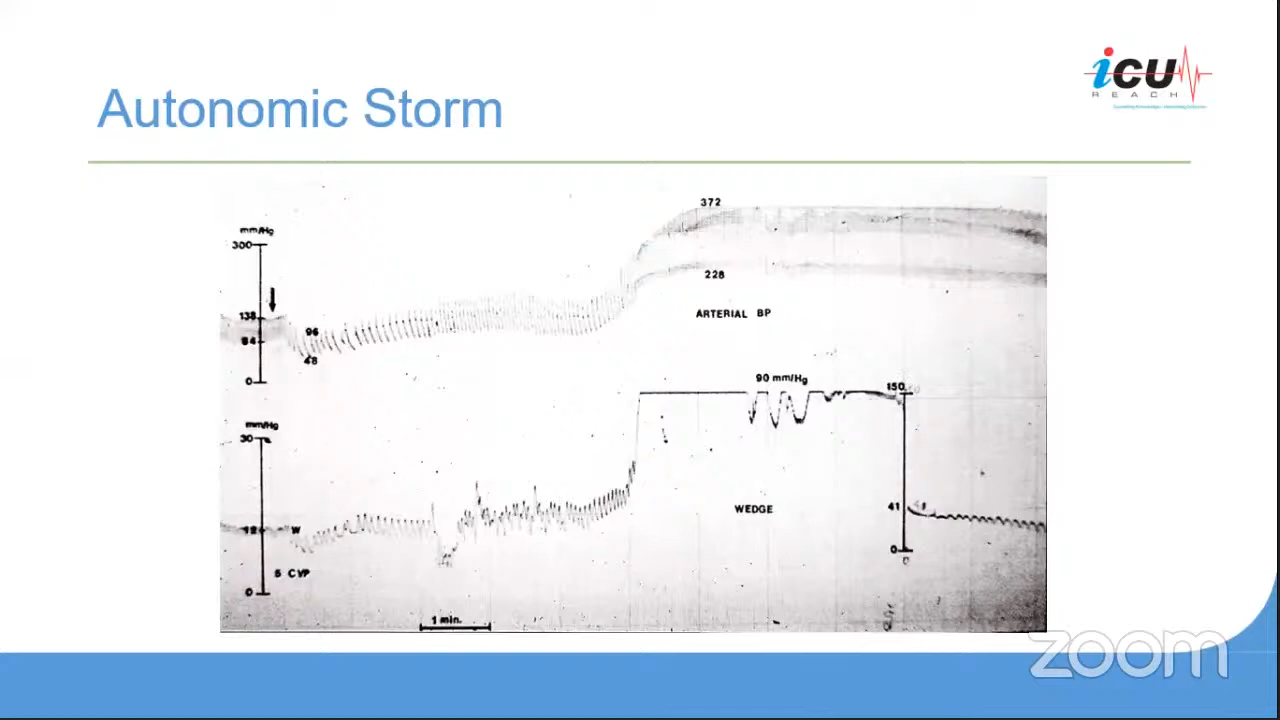 Autonomic Storm
iCU
REACH
372
mm/Hg
300
228
138
96
ARTERIAL BP
84
48
0
90 mm/Hg
150
mm/Hg
30
41
WEDGE
12
W
0
5 CVP
0
1 min.
zoom